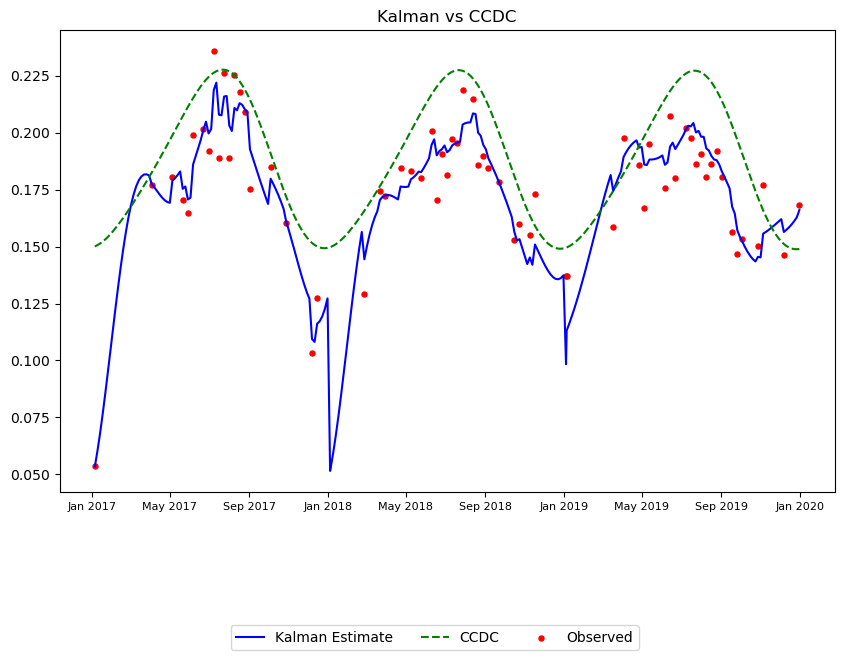 Kalman vs CCDC
0.225
0.200
0.175
0.150
0.125
0.100
0.075
0.050
Jan 2017 May 2017 Sep 2017 Jan 2018 May 2018 Sep 2018 Jan 2019 May 2019 Sep 2019 Jan 2020
Kalman Estimate CCDC Observed